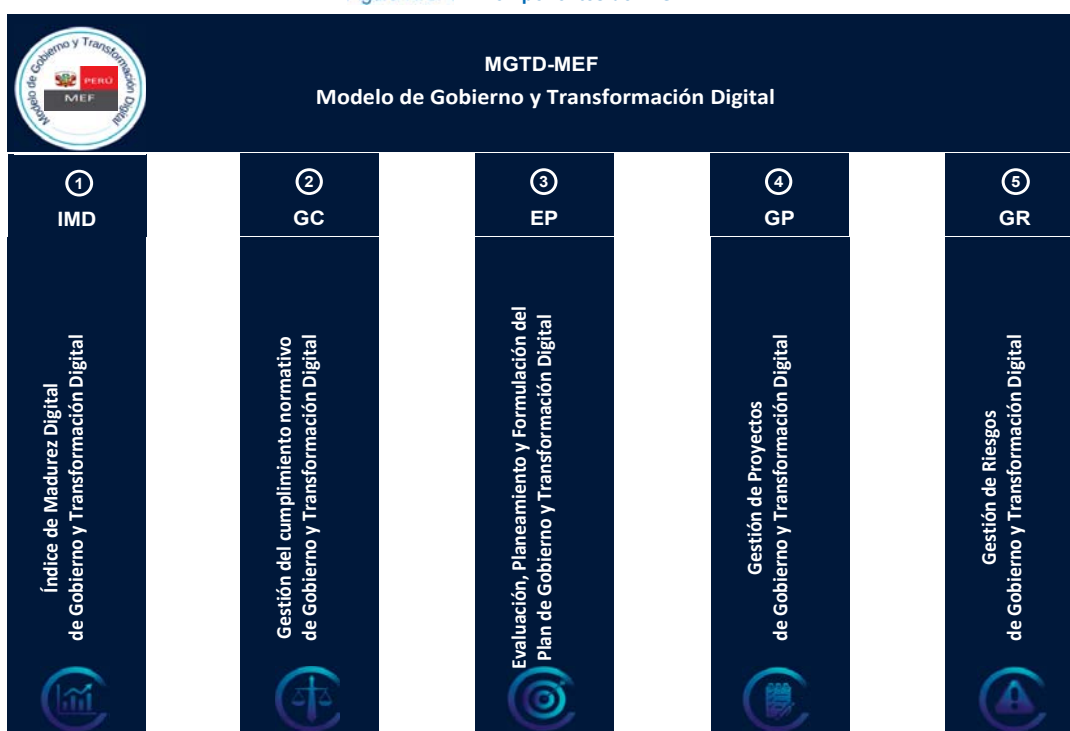 Modelo de Gobierno y Transformación Digital
PERÚ
MEF
MGTD-MEF
Modelo de Gobierno y Transformación Digital
1
IMD
2
GC
3
EP
4
GP
5
GR
Índice de Madurez Digital
de Gobierno y Transformación Digital
Gestión del cumplimiento normativo
de Gobierno y Transformación Digital
Evaluación, Planeamiento y Formulación del
Plan de Gobierno y Transformación Digital
Gestión de Proyectos
de Gobierno y Transformación Digital
Gestión de Riesgos
de Gobierno y Transformación Digital